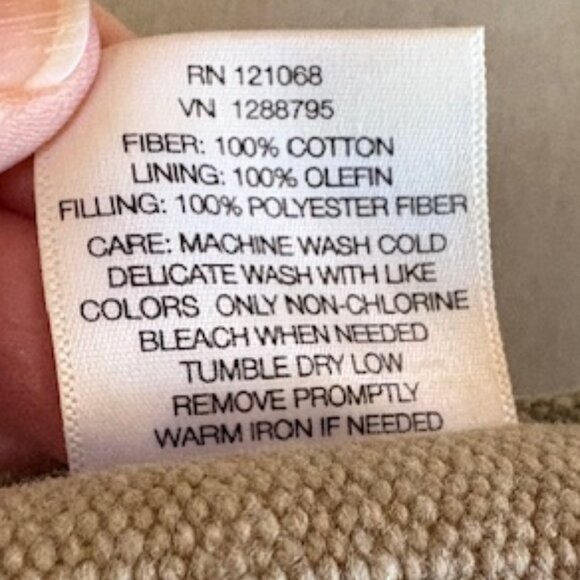 RN 121068
VN 1288795
FIBER: 100% COTTON
LINING: 100% OLEFIN
FILLING: 100% POLYESTER FIBER
CARE: MACHINE WASH COLD
DELICATE WASH WITH LIKE
COLORS ONLY NON-CHLORINE
BLEACH WHEN NEEDED
TUMBLE DRY LOW
REMOVE PROMPTLY
WARM IRON IF NEEDED